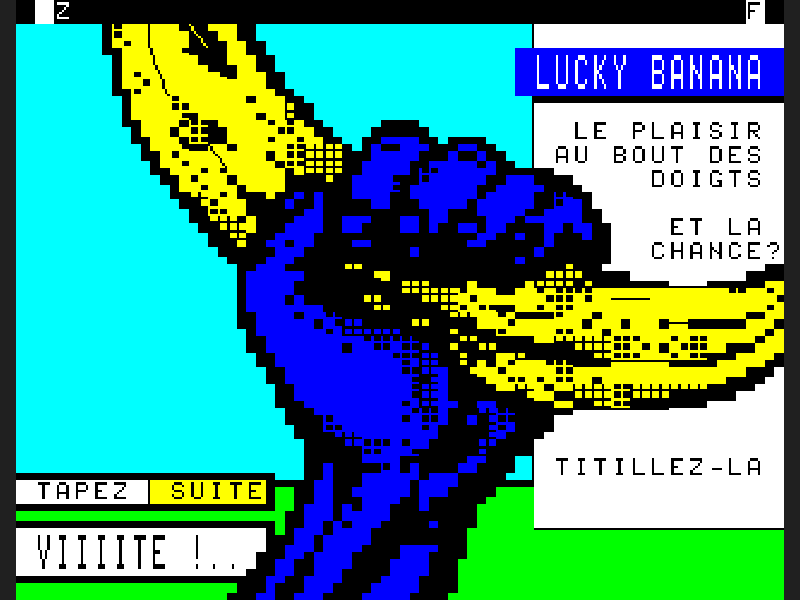 Z F
LUCKY BANANA
LE PLAISIR
AU BOUT DES
DOIGTS
ET LA
CHANCE?
TITILLEZ-LA
TAPEZ SUITE
VIIIITE !..